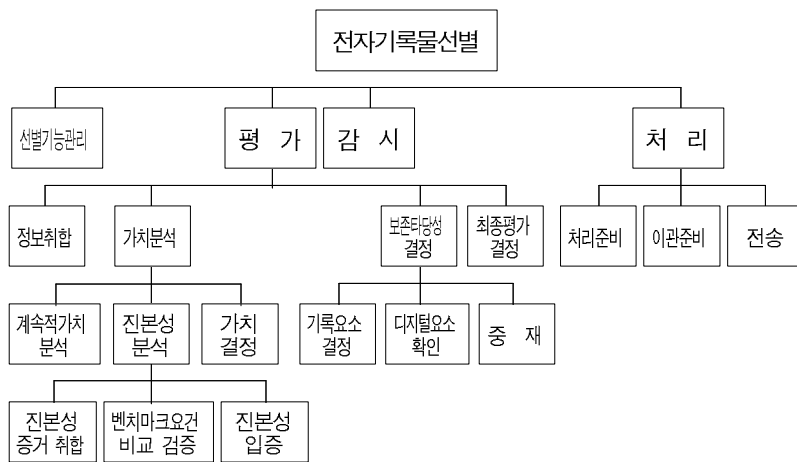 전자기록물선별
선별기능관리
평 가
감 시
처 리
정보취합
가치분석
보존타당성
결정
최종평가
결정
처리준비
이관준비
전송
계속적가치
분석
진본성
분석
가치
결정
기록요소
결정
디지털요소
확인
중 재
진본성
증거 취합
벤치마크요건
비교 검증
진본성
입증